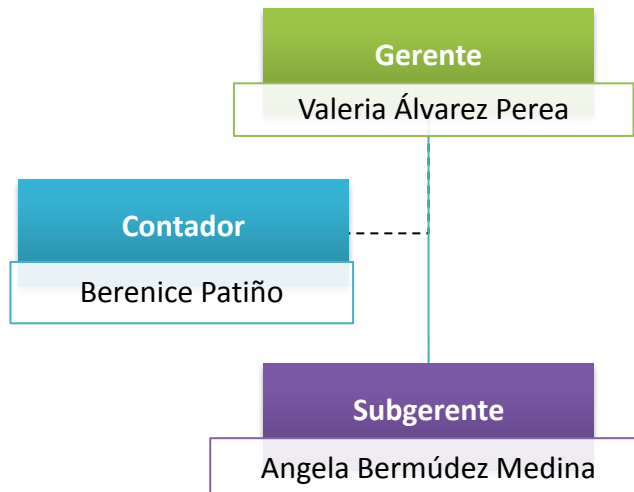 Gerente
Valeria Álvarez Perea
Contador
Berenice Patiño
Subgerente
Angela Bermúdez Medina